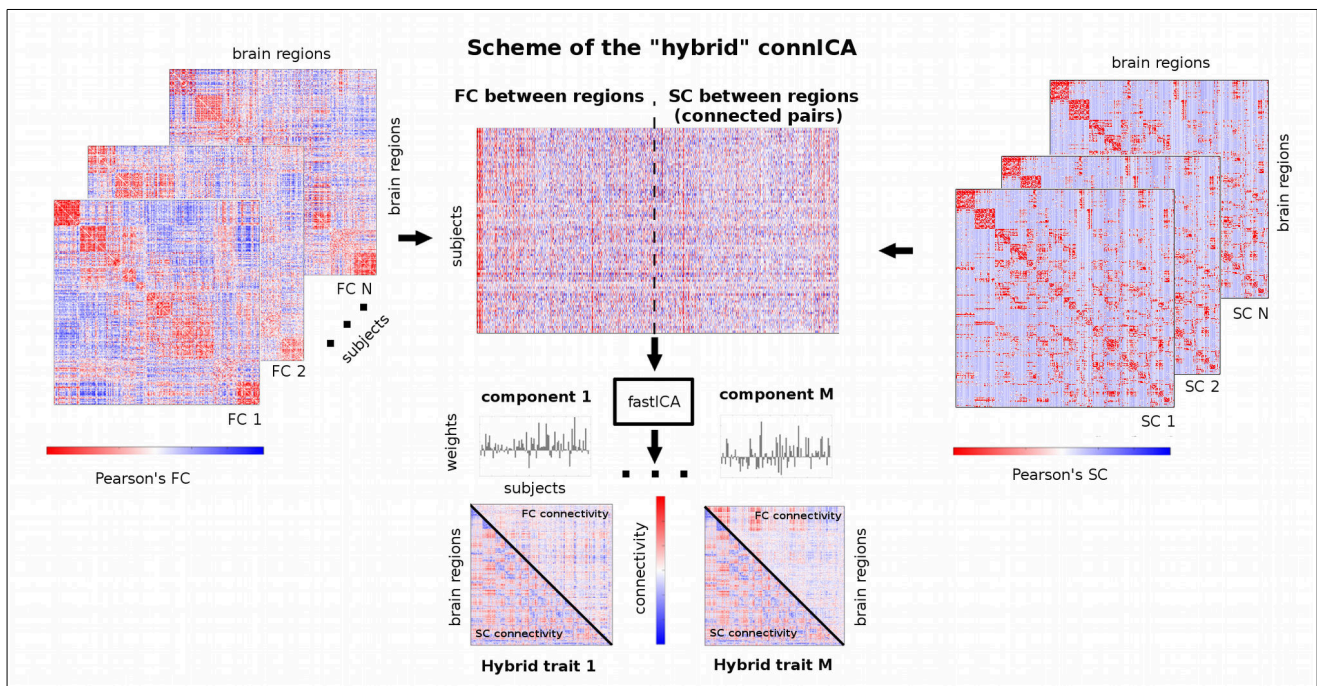 Scheme of the "hybrid" connICA
brain regions
brain regions
FC N
FC 2
FC 1
subjects
Pearson's FC
FC between regions
SC between regions
(connected pairs)
subjects
brain regions
brain regions
SC N
SC 2
SC 1
Pearson's SC
fastICA
component 1
component M
weights
subjects
FC connectivity
SC connectivity
brain regions
Hybrid trait 1
connectivity
FC connectivity
SC connectivity
brain regions
Hybrid trait M